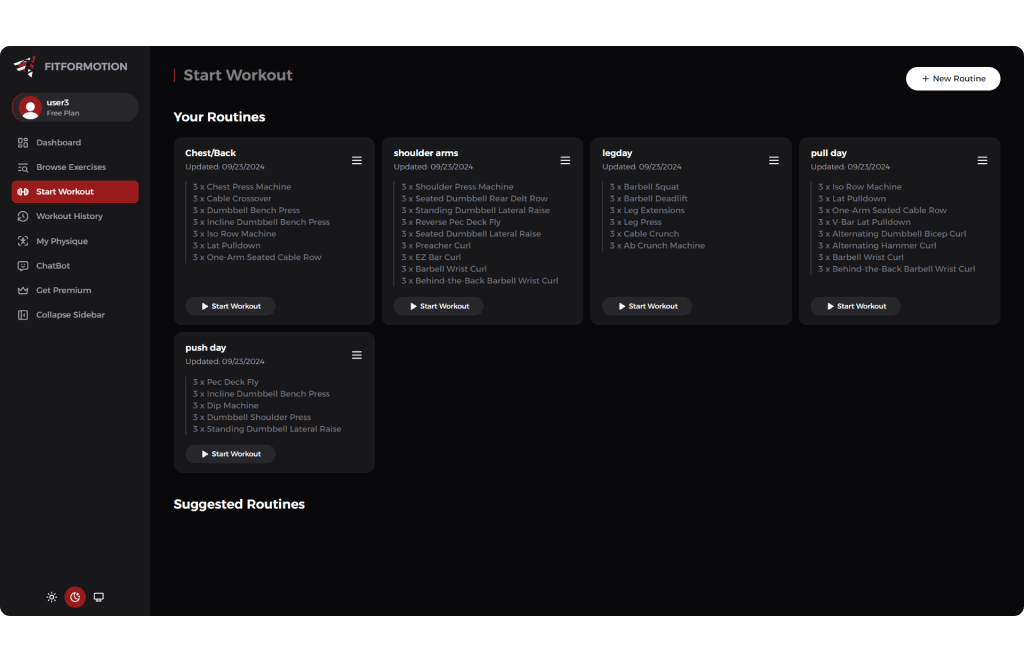 FITFORMOTION
user3
Free Plan
Dashboard
Browse Exercises
Start Workout
Workout History
My Physique
ChatBot
Get Premium
Collapse Sidebar
Start Workout
+ New Routine
Your Routines
Chest/Back
Updated: 09/23/2024
3 x Chest Press Machine
3 x Cable Crossover
3 x Dumbbell Bench Press
3 x Incline Dumbbell Bench Press
3 x Iso Row Machine
3 x Lat Pulldown
3 x One-Arm Seated Cable Row
Start Workout
shoulder arms
Updated: 09/23/2024
3 x Shoulder Press Machine
3 x Seated Dumbbell Rear Delt Row
3 x Standing Dumbbell Lateral Raise
3 x Reverse Pec Deck Fly
3 x Seated Dumbbell Lateral Raise
3 x Preacher Curl
3 x EZ Bar Curl
3 x Barbell Wrist Curl
3 x Behind-the-Back Barbell Wrist Curl
Start Workout
legday
Updated: 09/23/2024
3 x Barbell Squat
3 x Barbell Deadlift
3 x Leg Extensions
3 x Leg Press
3 x Cable Crunch
3 x Ab Crunch Machine
Start Workout
pull day
Updated: 09/23/2024
3 x Iso Row Machine
3 x Lat Pulldown
3 x One-Arm Seated Cable Row
3 x V-Bar Lat Pulldown
3 x Alternating Dumbbell Bicep Curl
3 x Alternating Hammer Curl
3 x Barbell Wrist Curl
3 x Behind-the-Back Barbell Wrist Curl
Start Workout
push day
Updated: 09/23/2024
3 x Pec Deck Fly
3 x Incline Dumbbell Bench Press
3 x Dip Machine
3 x Dumbbell Shoulder Press
3 x Standing Dumbbell Lateral Raise
Start Workout
Suggested Routines